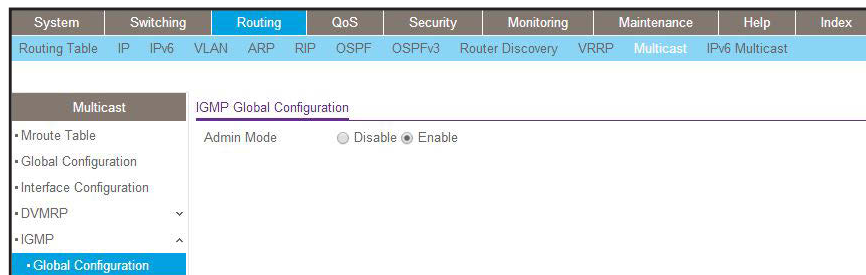 System Switching Routing QoS Security Monitoring Maintenance Help Index
Routing Table IP IPv6 VLAN ARP RIP OSPF OSPFv3 Router Discovery VRRP Multicast IPv6 Multicast
Multicast
Mroute Table
Global Configuration
Interface Configuration
DVMRP
IGMP
Global Configuration
IGMP Global Configuration
Admin Mode Disable Enable